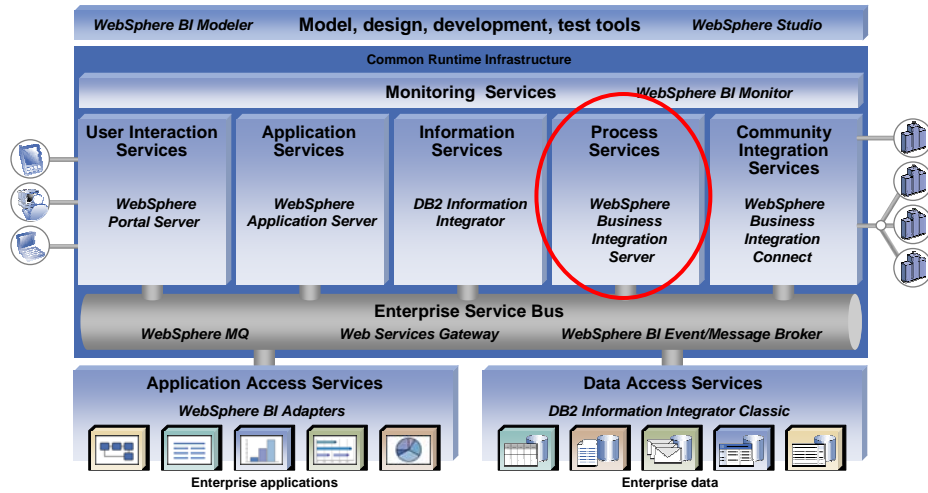 WebSphere BI Modeler
Model, design, development, test tools
WebSphere Studio
Common Runtime Infrastructure
Monitoring Services
WebSphere BI Monitor
User Interaction
Services
WebSphere
Portal Server
Application
Services
WebSphere
Application Server
Information
Services
DB2 Information
Integrator
Process
Services
WebSphere
Business
Integration
Server
Community
Integration
Services
WebSphere
Business
Integration
Connect
Enterprise Service Bus
WebSphere MQ
Web Services Gateway
WebSphere BI Event/Message Broker
Application Access Services
WebSphere BI Adapters
Enterprise applications
Data Access Services
DB2 Information Integrator Classic
Enterprise data